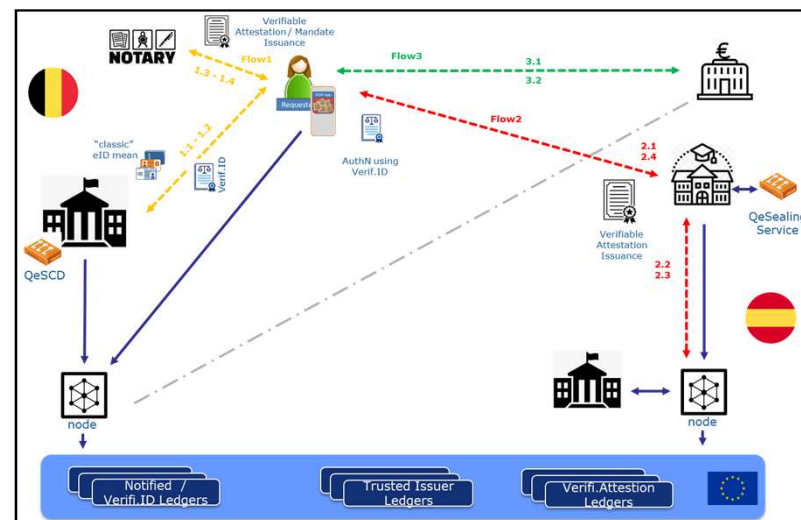 Verifiable
Attestation / Mandate
Issuance
NOTARY
Flow1
1.3 - 1.4
Requester
Flow3
3.1
3.2
€
"classic"
eID mean
1.1 - 1.2
Verif.ID
AuthN using
Verif.ID
Flow2
2.1
2.4
QeSealing
Service
Verifiable
Attestation
Issuance
2.2
2.3
QeSCD
node
node
Notified /
Verifi.ID Ledgers
Trusted Issuer
Ledgers
Verifi.Attestion
Ledgers